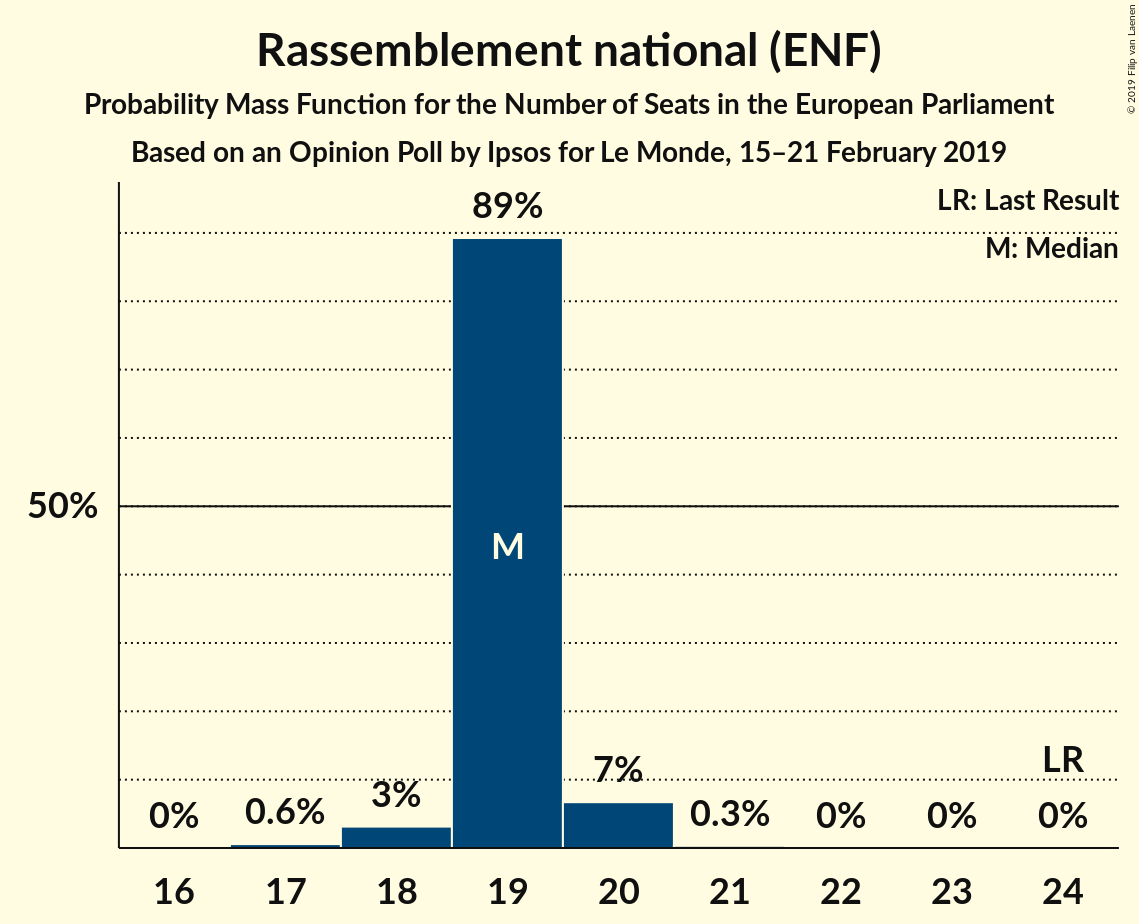 Rassemblement national (ENF)
Probability Mass Function for the Number of Seats in the European Parliament
Based on an Opinion Poll by Ipsos for Le Monde, 15–21 February 2019
© 2019 Filip van Laenen
LR: Last Result
M: Median
89%
50%
M
LR
0% 0.6% 3% 7% 0.3% 0% 0% 0%
16 17 18 19 20 21 22 23 24